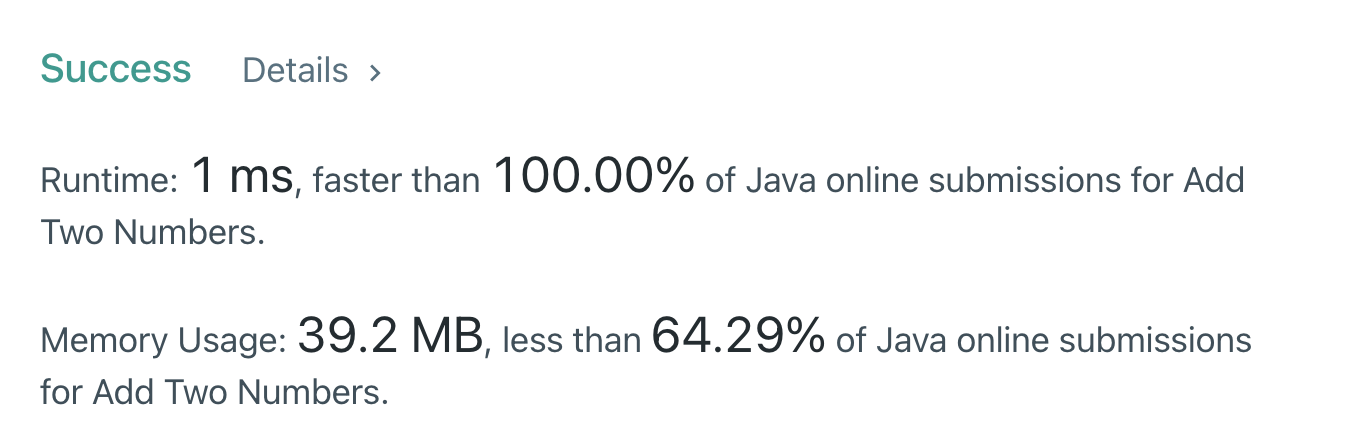 Success Details >
Runtime: 1 ms, faster than 100.00% of Java online submissions for Add
Two Numbers.
Memory Usage: 39.2 MB, less than 64.29% of Java online submissions
for Add Two Numbers.